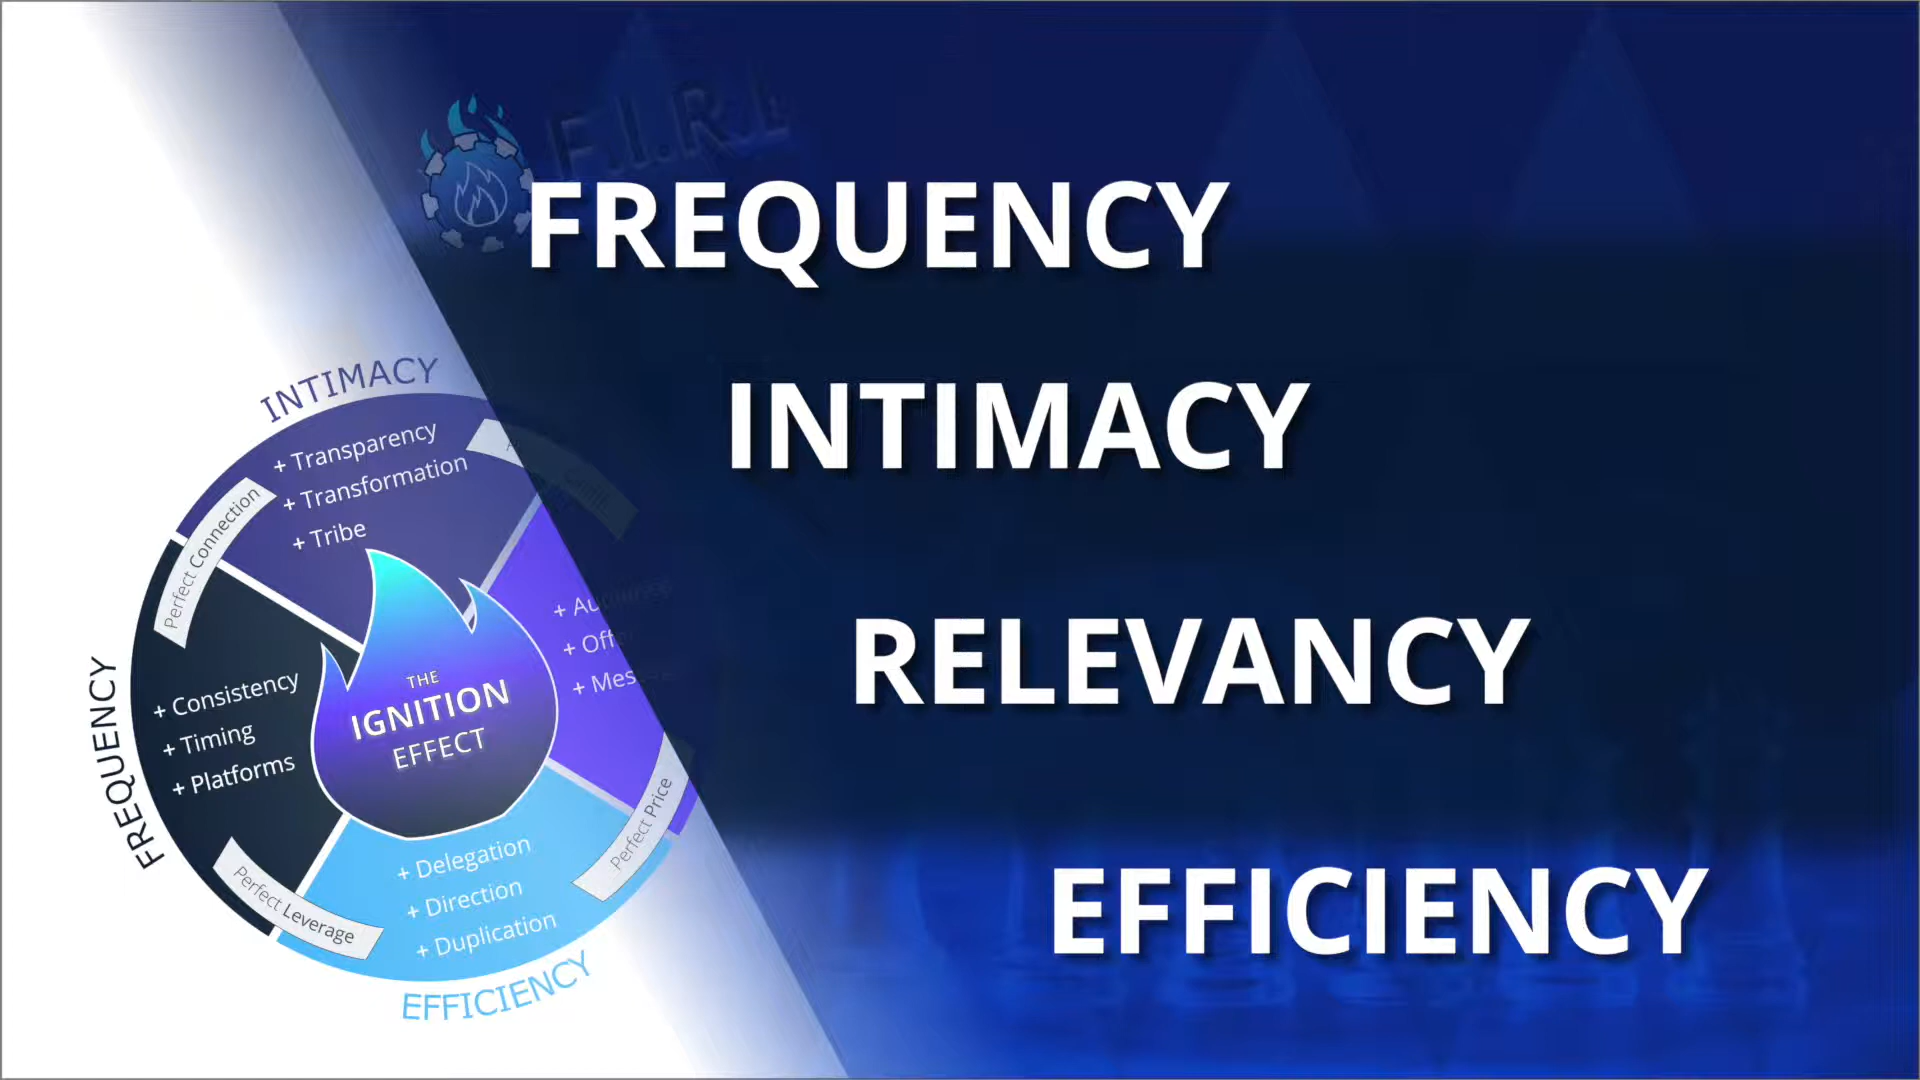 FREQUENCY
INTIMACY
RELEVANCY
EFFICIENCY
INTIMACY
+ Transparency
+ Transformation
+ Tribe
Perfect Connection
FREQUENCY
+ Consistency
+ Timing
+ Platforms
THE
IGNITION
EFFECT
Perfect Price
+ Delegation
+ Direction
+ Duplication
Perfect Leverage
EFFICIENCY